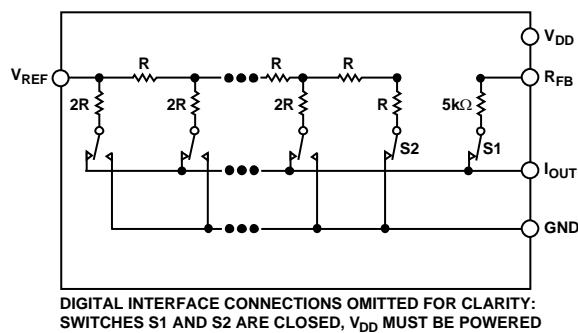 V_DD
V_REF R R R R_FB
2R 2R 2R R 5kΩ
S2 S1
I_OUT
GND
DIGITAL INTERFACE CONNECTIONS OMITTED FOR CLARITY:
SWITCHES S1 AND S2 ARE CLOSED, V_DD MUST BE POWERED